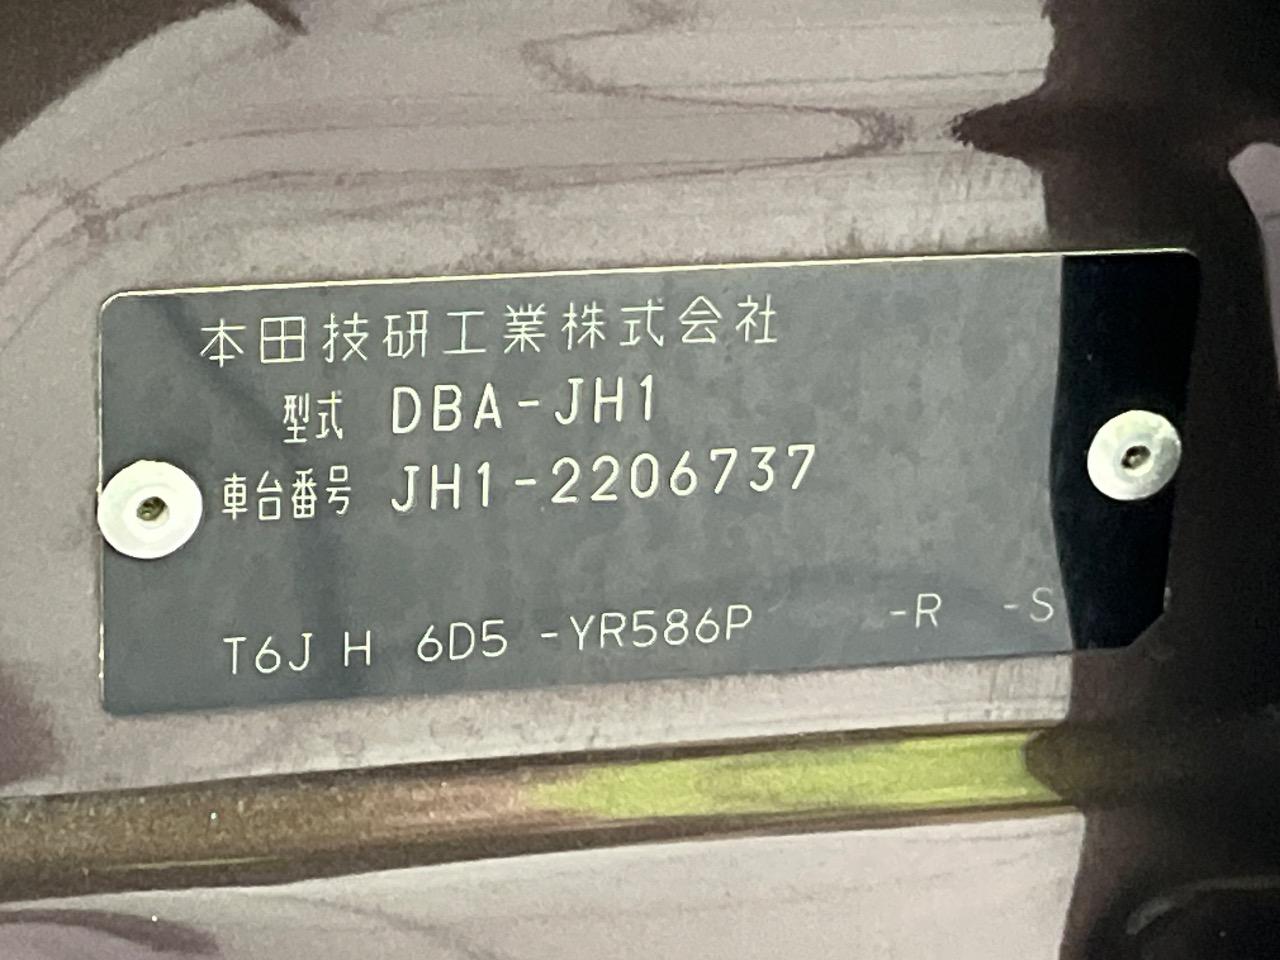 本田技研工業株式会社
型式 DBA-JH1
車台番号 JH1-2206737
T6J H 6D5 -YR586P -R -S